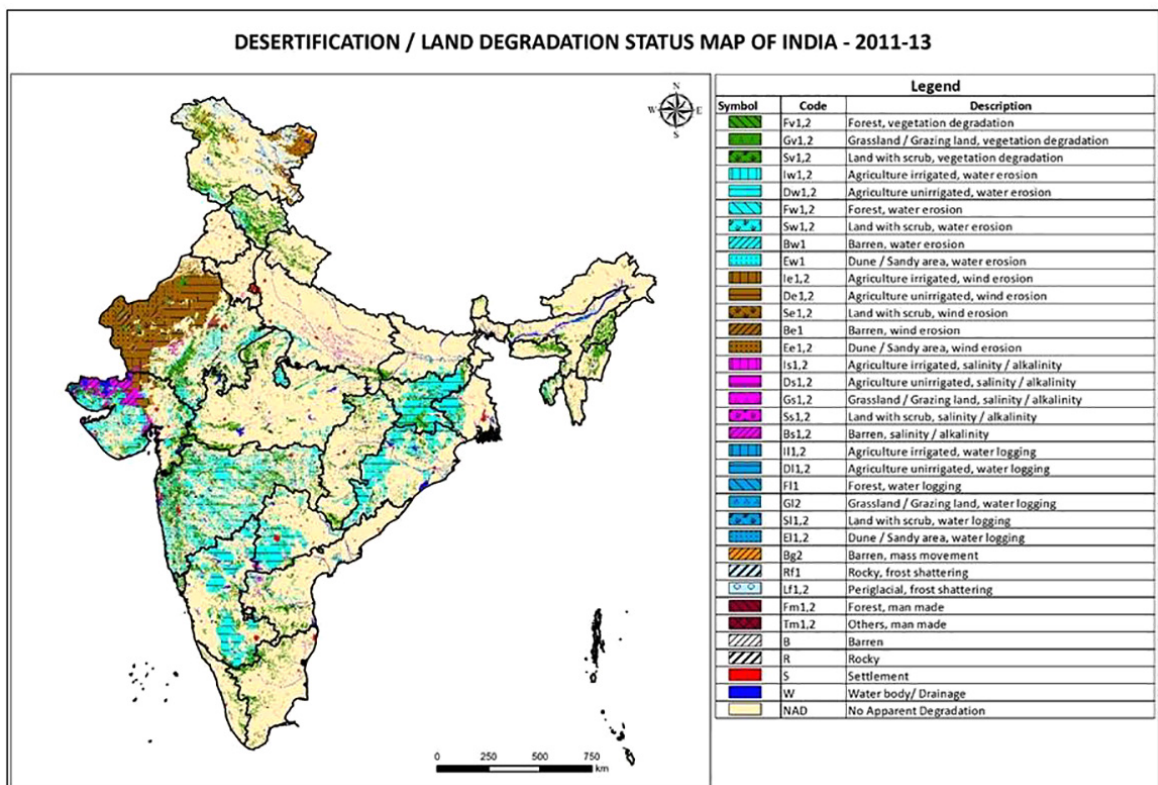 DESERTIFICATION / LAND DEGRADATION STATUS MAP OF INDIA - 2011-13
N
W E
S
0 250 500 750
km
Legend
Symbol Code Description
Fv1,2 Forest, vegetation degradation
Gv1,2 Grassland / Grazing land, vegetation degradation
Sv1,2 Land with scrub, vegetation degradation
Iw1,2 Agriculture irrigated, water erosion
Dw1,2 Agriculture unirrigated, water erosion
Fw1,2 Forest, water erosion
Sw1,2 Land with scrub, water erosion
Bw1 Barren, water erosion
Ew1 Dune / Sandy area, water erosion
Ie1,2 Agriculture irrigated, wind erosion
De1,2 Agriculture unirrigated, wind erosion
Se1,2 Land with scrub, wind erosion
Be1 Barren, wind erosion
Ee1,2 Dune / Sandy area, wind erosion
Is1,2 Agriculture irrigated, salinity / alkalinity
Ds1,2 Agriculture unirrigated, salinity / alkalinity
Gs1,2 Grassland / Grazing land, salinity / alkalinity
Ss1,2 Land with scrub, salinity / alkalinity
Bs1,2 Barren, salinity / alkalinity
Il1,2 Agriculture irrigated, water logging
Dl1,2 Agriculture unirrigated, water logging
Fl1 Forest, water logging
Gl2 Grassland / Grazing land, water logging
Sl1,2 Land with scrub, water logging
El1,2 Dune / Sandy area, water logging
Bg2 Barren, mass movement
Rf1 Rocky, frost shattering
Lf1,2 Periglacial, frost shattering
Fm1,2 Forest, man made
Tm1,2 Others, man made
B Barren
R Rocky
S Settlement
W Water body/ Drainage
NAD No Apparent Degradation